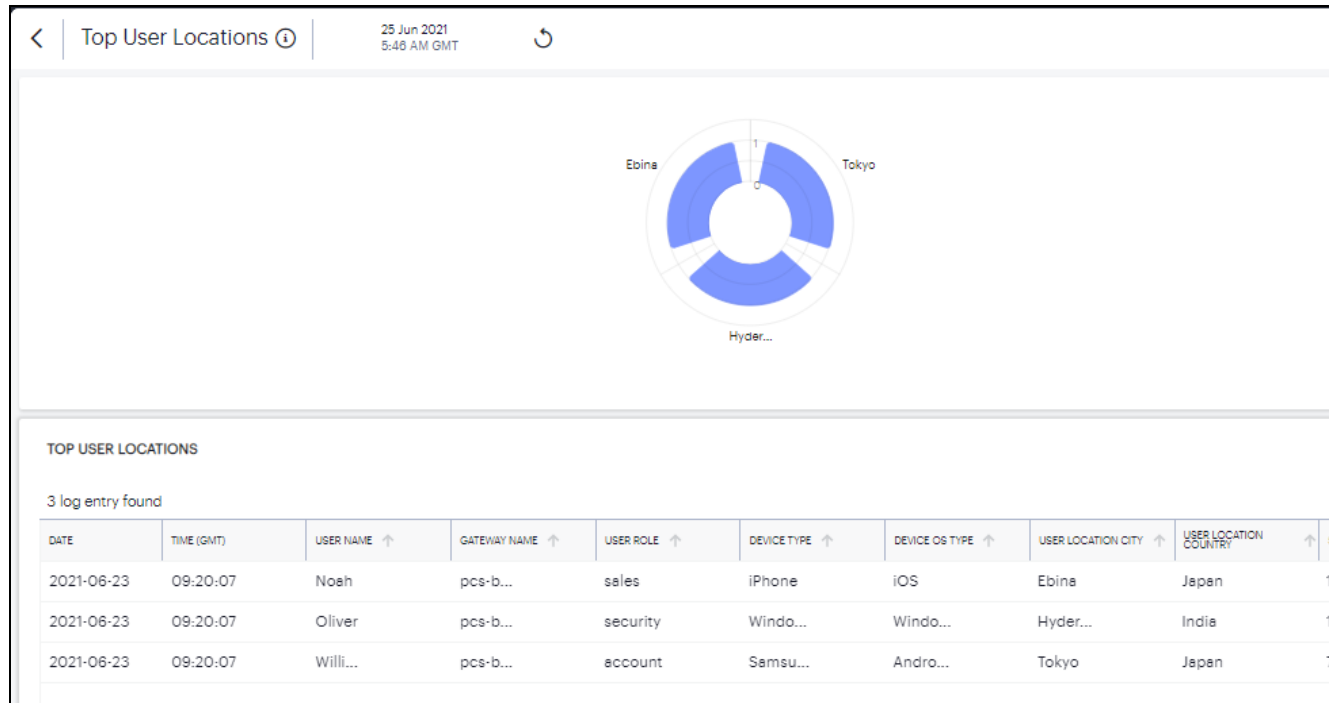 Top User Locations
25 Jun 2021
5:46 AM GMT
1
0
Ebina
Tokyo
Hyder...
TOP USER LOCATIONS
3 log entry found
DATE TIME (GMT) USER NAME GATEWAY NAME USER ROLE DEVICE TYPE DEVICE OS TYPE USER LOCATION CITY USER LOCATION COUNTRY
2021-06-23 09:20:07 Noah pcs-b... sales iPhone iOS Ebina Japan
2021-06-23 09:20:07 Oliver pcs-b... security Windo... Windo... Hyder... India
2021-06-23 09:20:07 Willi... pcs-b... account Samsu... Andro... Tokyo Japan